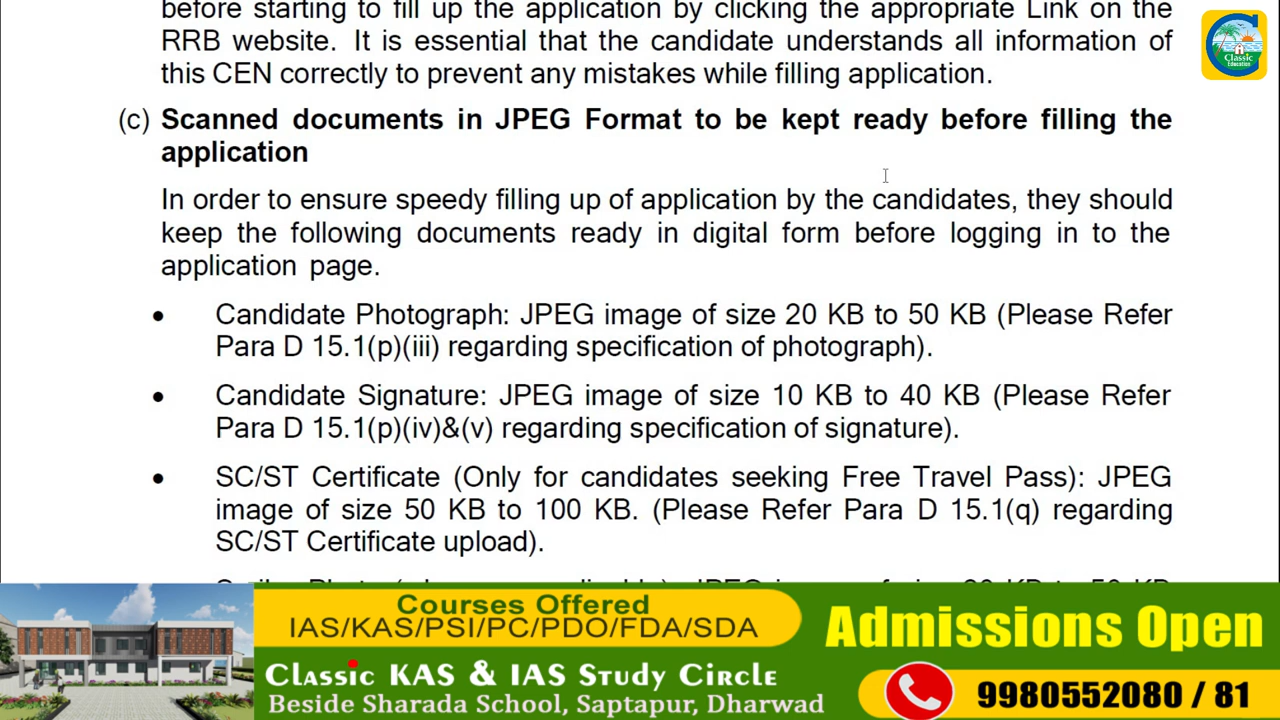 before starting to fill up the application by clicking the appropriate Link on the
RRB website. It is essential that the candidate understands all information of
this CEN correctly to prevent any mistakes while filling application.
(c) Scanned documents in JPEG Format to be kept ready before filling the
application
In order to ensure speedy filling up of application by the candidates, they should
keep the following documents ready in digital form before logging in to the
application page.
• Candidate Photograph: JPEG image of size 20 KB to 50 KB (Please Refer
Para D 15.1(p)(iii) regarding specification of photograph).
• Candidate Signature: JPEG image of size 10 KB to 40 KB (Please Refer
Para D 15.1(p)(iv)&(v) regarding specification of signature).
• SC/ST Certificate (Only for candidates seeking Free Travel Pass): JPEG
image of size 50 KB to 100 KB. (Please Refer Para D 15.1(q) regarding
SC/ST Certificate upload).
Classic
Education
Courses Offered
IAS/KAS/PSI/PC/PDO/FDA/SDA
Classic KAS & IAS Study Circle
Beside Sharada School, Saptapur, Dharwad
Admissions Open
9980552080 / 81